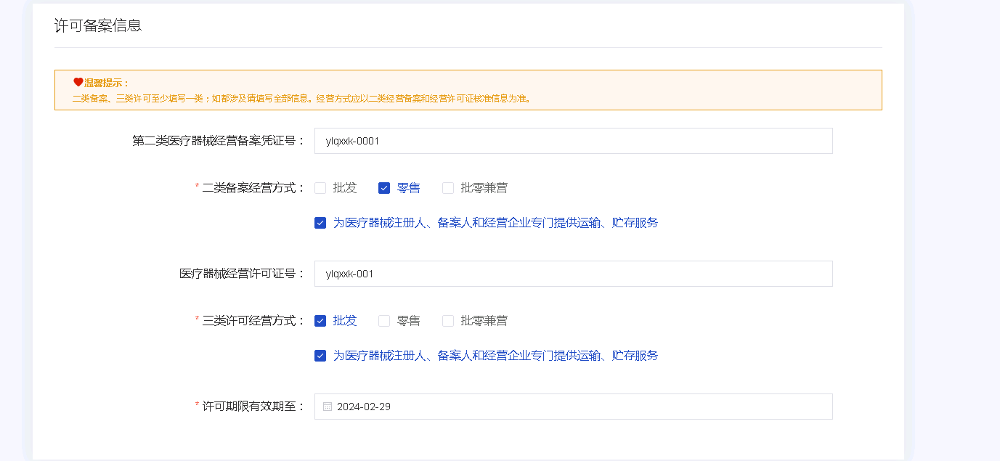 许可备案信息
温馨提示：
二类备案、三类许可至少填写一类；如都涉及请填写全部信息。经营方式应以二类经营备案和经营许可证核准信息为准。
第二类医疗器械经营备案凭证号： ylqxxk-0001
* 二类备案经营方式： 批发 零售 批零兼营
为医疗器械注册人、备案人和经营企业专门提供运输、贮存服务
医疗器械经营许可证号： ylqxxk-001
* 三类许可经营方式： 批发 零售 批零兼营
为医疗器械注册人、备案人和经营企业专门提供运输、贮存服务
* 许可期限有效期至： 2024-02-29